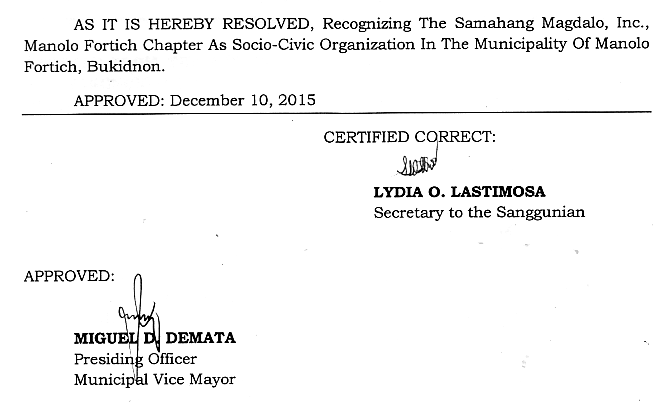 AS IT IS HEREBY RESOLVED, Recognizing The Samahang Magdalo, Inc.,
Manolo Fortich Chapter As Socio-Civic Organization In The Municipality Of Manolo
Fortich, Bukidnon.
APPROVED: December 10, 2015
CERTIFIED CORRECT:
LYDIA O. LASTIMOSA
Secretary to the Sanggunian
APPROVED:
MIGUEL D. DEMATA
Presiding Officer
Municipal Vice Mayor